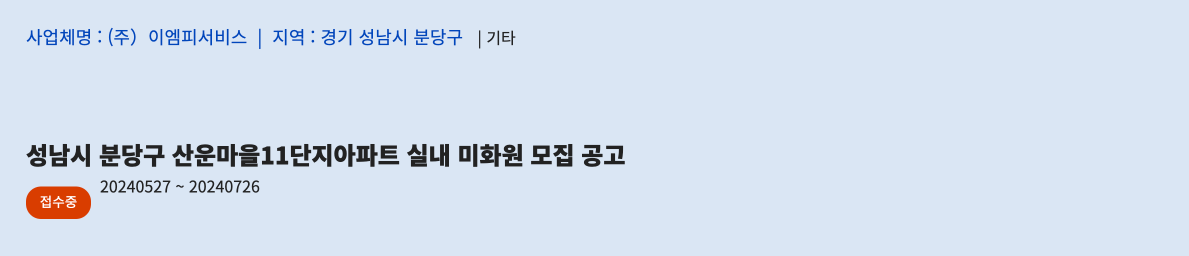 사업체명 : (주)  이엠피서비스 | 지역 : 경기 성남시 분당구 | 기타
성남시 분당구 산운마을11단지아파트 실내 미화원 모집 공고
접수중 20240527 ~ 20240726